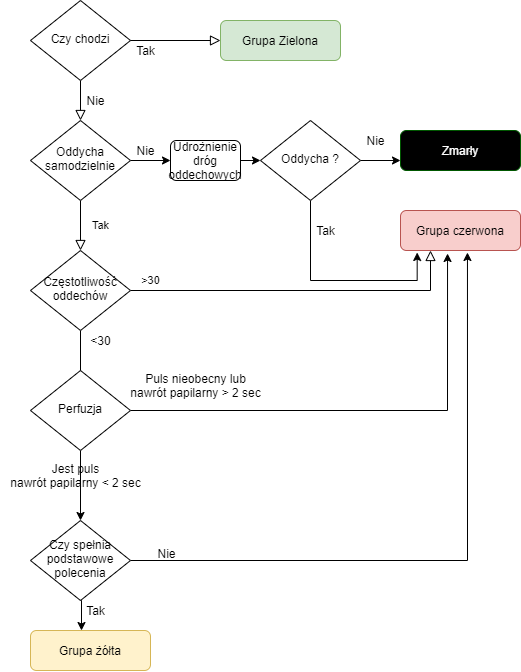 Czy chodzi
Tak
Grupa Zielona
Nie
Oddycha
samodzielnie
Nie
Udrożnienie
dróg
oddechowych
Oddycha ?
Nie
Zmarły
Tak
Tak
Grupa czerwona
Częstotliwość
oddechów
>30
<30
Perfuzja
Puls nieobecny lub
nawrót papilarny > 2 sec
Jest puls
nawrót papilarny < 2 sec
Czy spełnia
podstawowe
polecenia
Nie
Tak
Grupa żółta